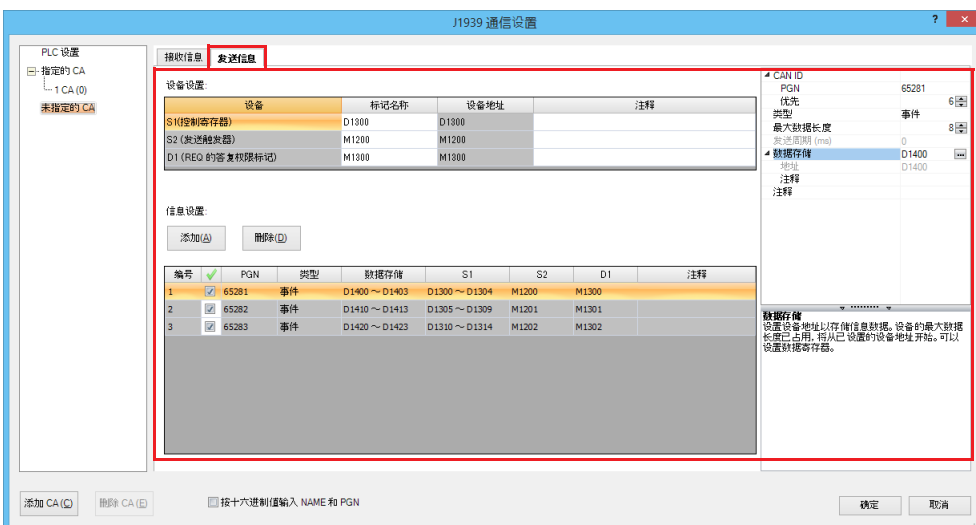 J1939 通信设置
? ×
PLC 设置
指定的 CA
1 CA (0)
未指定的 CA
接收信息 发送信息
设备设置:
设备 标记名称 设备地址 注释
S1(控制寄存器) D1300 D1300
S2 (发送触发器) M1200 M1200
D1 (REQ 的答复权限标记) M1300 M1300
信息设置:
添加(A) 删除(D)
编号 PGN 类型 数据存储 S1 S2 D1 注释
1 65281 事件 D1400 ～ D1403 D1300 ～ D1304 M1200 M1300
2 65282 事件 D1410 ～ D1413 D1305 ～ D1309 M1201 M1301
3 65283 事件 D1420 ～ D1423 D1310 ～ D1314 M1202 M1302
CAN ID
PGN 65281
优先 6
类型 事件
最大数据长度 8
发送周期 (ms) 0
数据存储 D1400 ...
地址 D1400
注释
注释
数据存储
设置设备地址以存储信息数据。设备的最大数据
长度已占用，将从已设置的设备地址开始。可以
设置数据寄存器。
添加 CA (C) 删除 CA (E) 按十六进制值输入 NAME 和 PGN 确定 取消